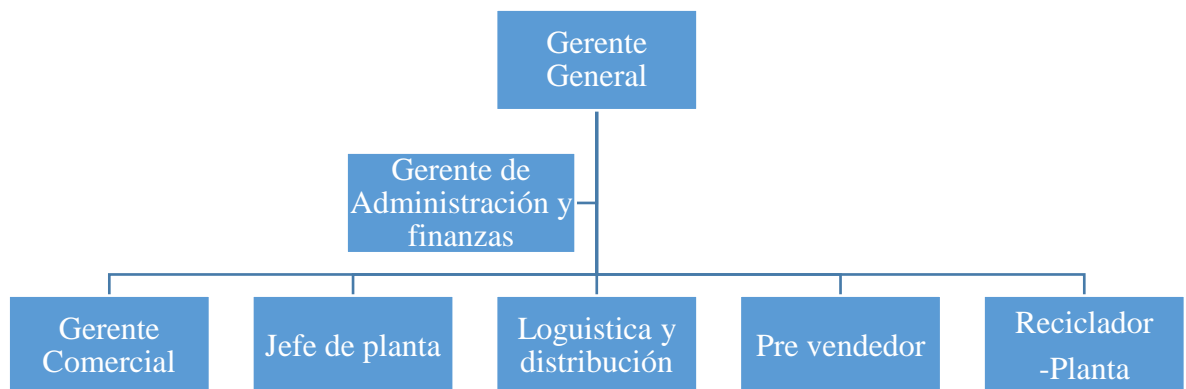 Gerente
General
Gerente de
Administración y
finanzas
Gerente
Comercial
Jefe de planta
Loguistica y
distribución
Pre vendedor
Reciclador
-Planta